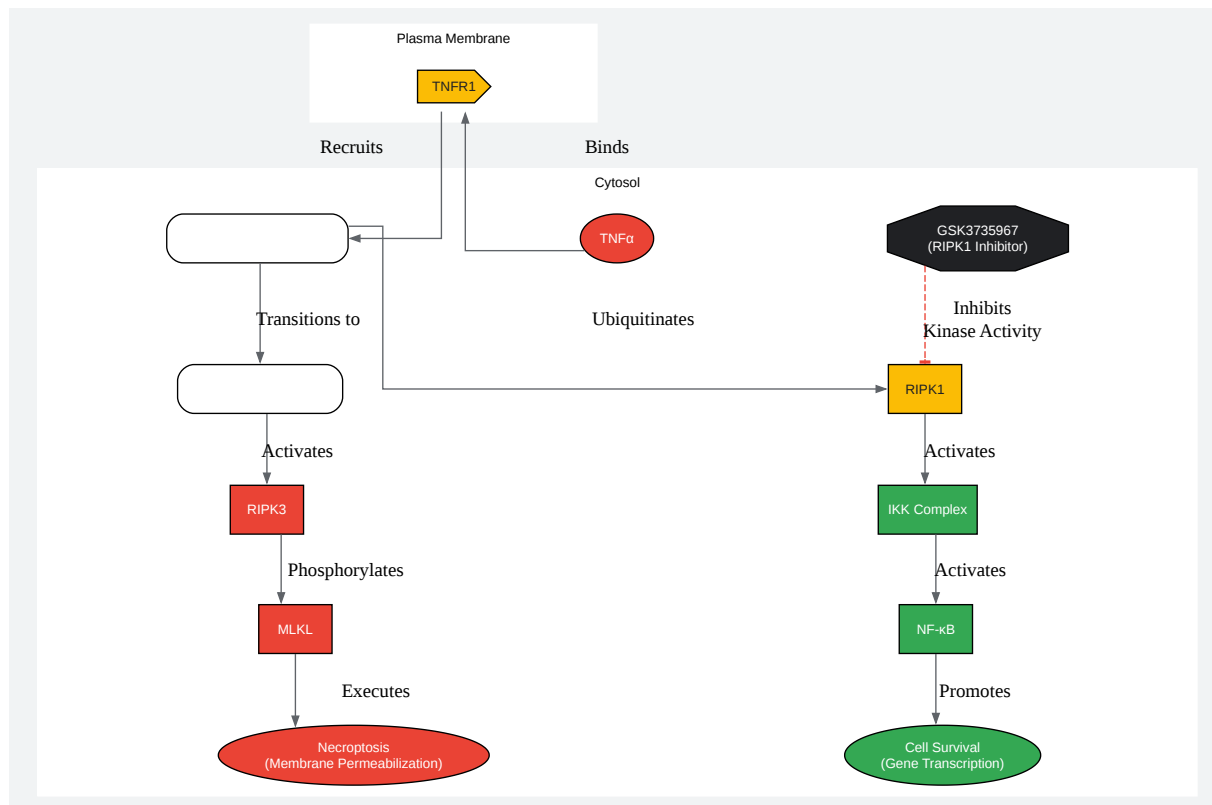 Plasma Membrane
TNFR1
Recruits
Binds
Cytosol
TNFα
GSK3735967
(RIPK1 Inhibitor)
Transitions to
Ubiquitinates
Inhibits
Kinase Activity
RIPK1
Activates
Activates
RIPK3
IKK Complex
Phosphorylates
Activates
MLKL
NF-κB
Executes
Promotes
Necroptosis
(Membrane Permeabilization)
Cell Survival
(Gene Transcription)